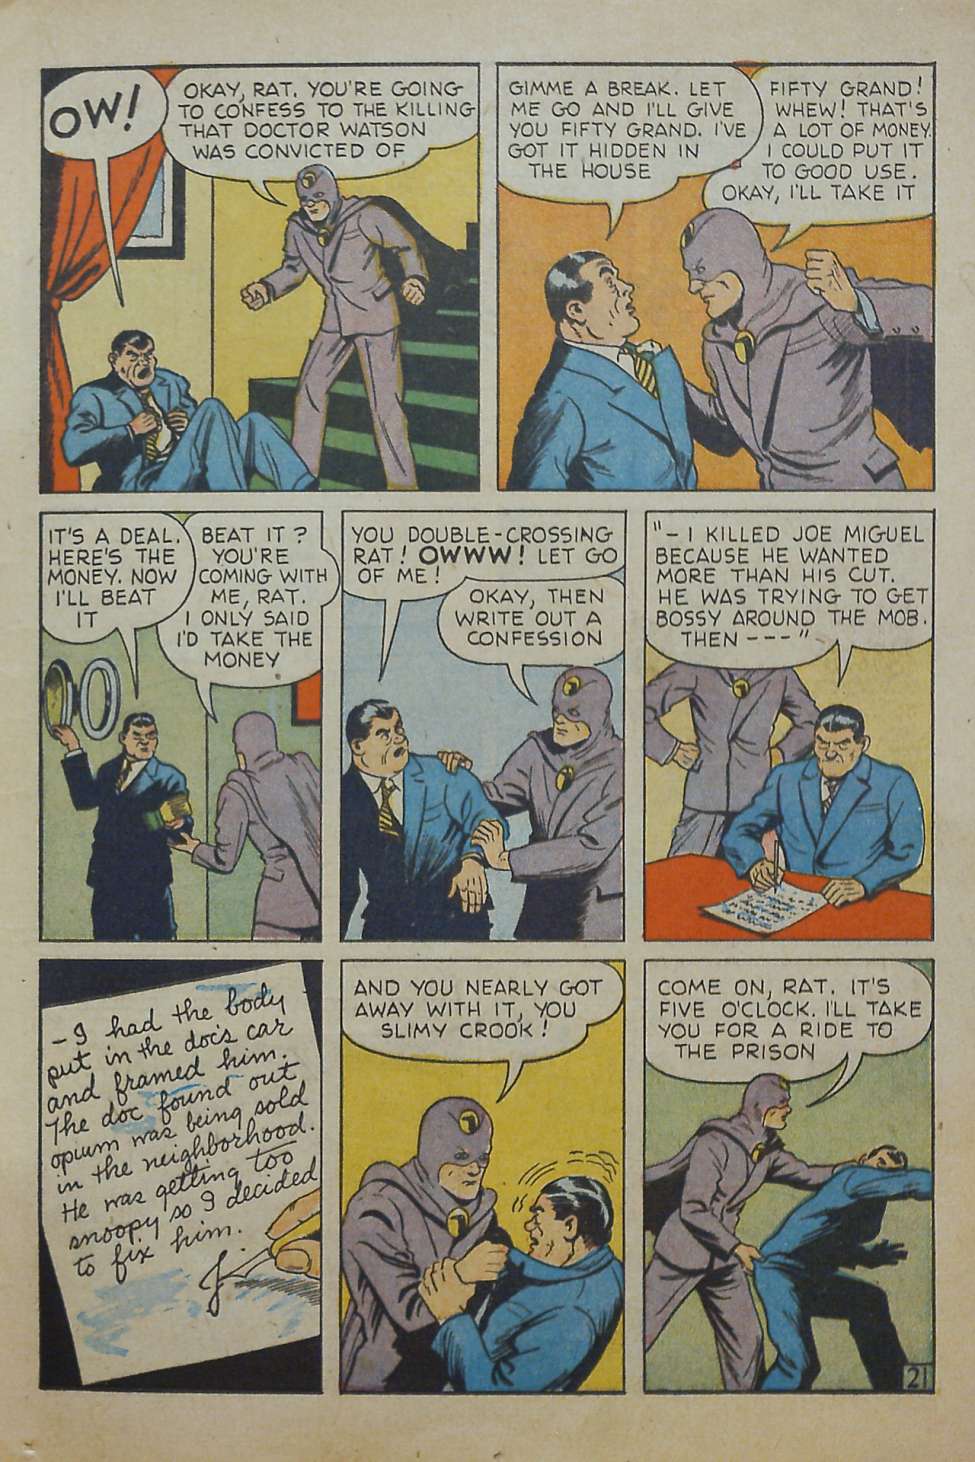 OW!
OKAY, RAT. YOU'RE GOING
TO CONFESS TO THE KILLING
THAT DOCTOR WATSON
WAS CONVICTED OF
GIMME A BREAK. LET
ME GO AND I'LL GIVE
YOU FIFTY GRAND. I'VE
GOT IT HIDDEN IN
THE HOUSE
FIFTY GRAND!
WHEW! THAT'S
A LOT OF MONEY.
I COULD PUT IT
TO GOOD USE.
OKAY, I'LL TAKE IT
IT'S A DEAL.
HERE'S THE
MONEY. NOW
I'LL BEAT
IT
BEAT IT?
YOU'RE
COMING WITH
ME, RAT.
I ONLY SAID
I'D TAKE THE
MONEY
YOU DOUBLE-CROSSING
RAT! OWWW! LET GO
OF ME!
OKAY, THEN
WRITE OUT A
CONFESSION
"-I KILLED JOE MIGUEL
BECAUSE HE WANTED
MORE THAN HIS CUT.
HE WAS TRYING TO GET
BOSSY AROUND THE MOB.
THEN ---"
- I had the body
put in the doc's car
and framed him.
The doc found out
opium was being sold
in the neighborhood.
He was getting too
snoopy so I decided
to fix him.
J
AND YOU NEARLY GOT
AWAY WITH IT, YOU
SLIMY CROOK!
COME ON, RAT. IT'S
FIVE O'CLOCK. I'LL TAKE
YOU FOR A RIDE TO
THE PRISON
21